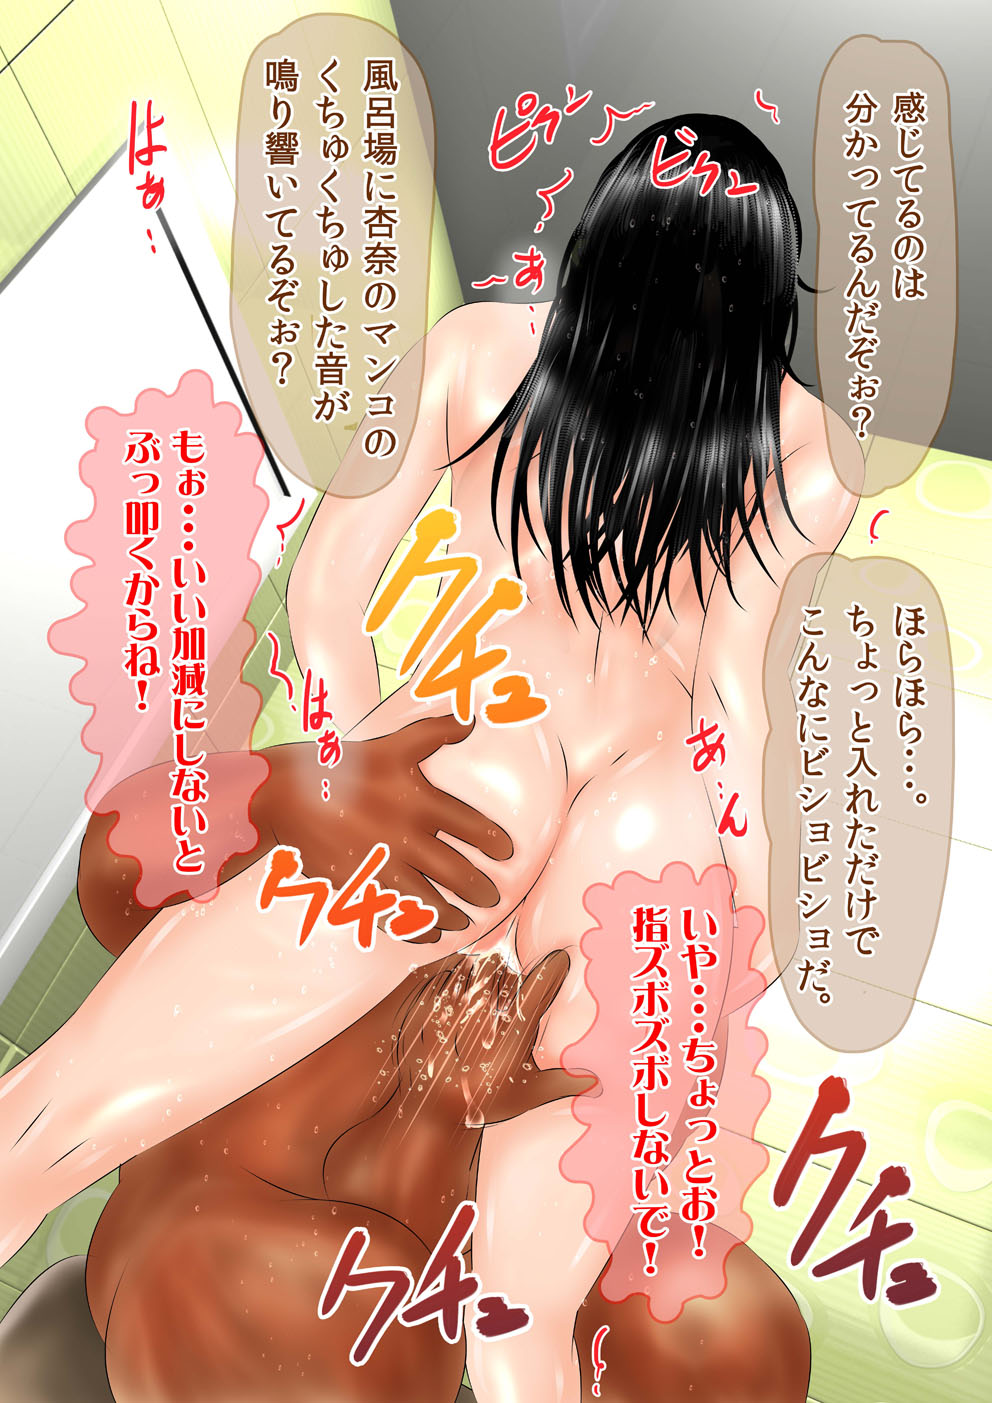 感じてるのは
分かってるんだぞぉ?
ビクン
ピクン
あ…
風呂場に杏奈のマンコの
くちゅくちゅした音が
鳴り響いてるぞぉ?
はぁ…
ほらほら…。
ちょっと入れただけで
こんなにビショビショだ。
クチュ
もぉ…いい加減にしないと
ぶっ叩くからね!
はぁ…
あ…ん
クチュ
いや…ちょっとお!
指ズボズボしないで!
クチュ
クチュ